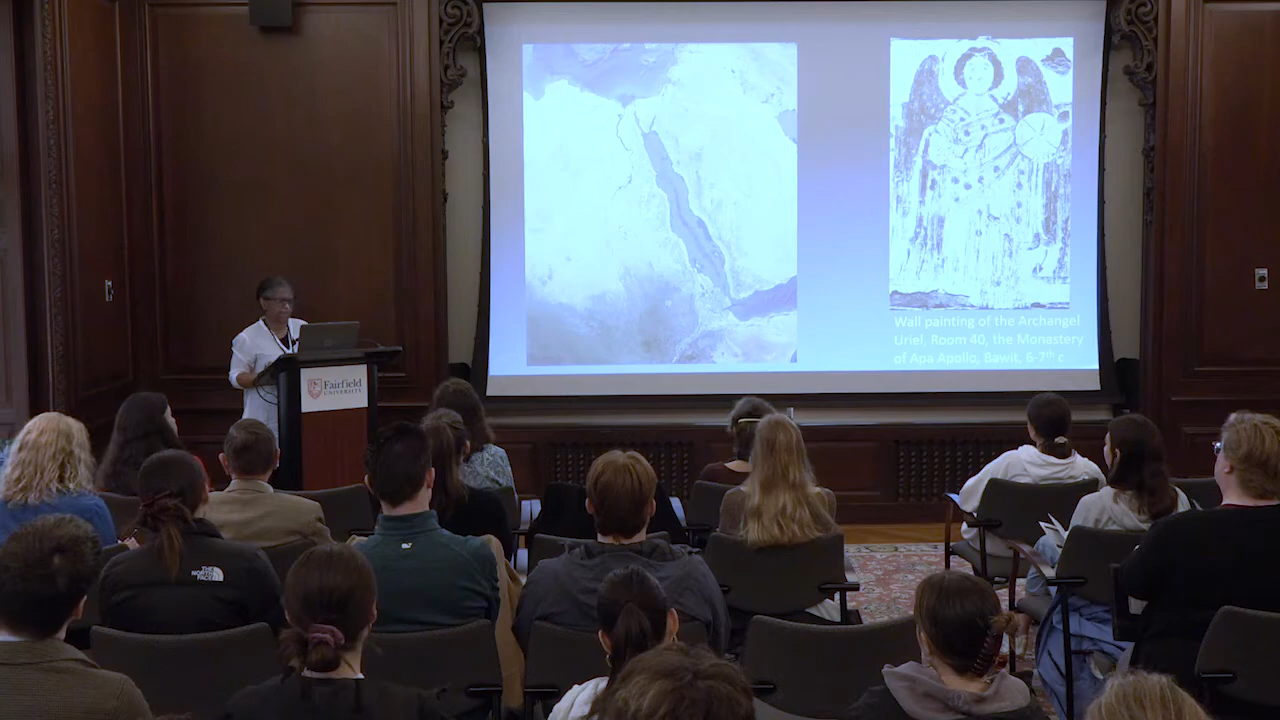 Wall painting of the Archangel
Uriel, Room 40, the Monastery
of Apa Apollo, Bawit, 6-7th c
Fairfield
UNIVERSITY
THE
NORTH
FACE